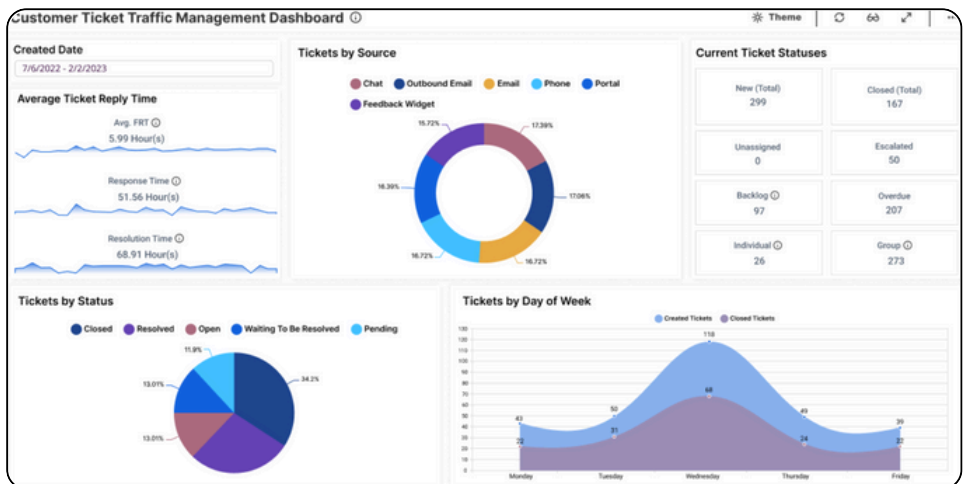 Customer Ticket Traffic Management Dashboard
Theme
Created Date
7/6/2022 - 2/2/2023
Average Ticket Reply Time
Avg. FRT
5.99 Hour(s)
Response Time
51.56 Hour(s)
Resolution Time
68.91 Hour(s)
Tickets by Source
Chat Outbound Email Email Phone Portal
Feedback Widget
15.72% 17.39%
16.39% 17.06%
16.72% 16.72%
Current Ticket Statuses
New (Total) Closed (Total)
299 167
Unassigned Escalated
0 50
Backlog Overdue
97 207
Individual Group
26 273
Tickets by Status
Closed Resolved Open Waiting To Be Resolved Pending
11.9%
34.2%
13.01%
13.01%
Tickets by Day of Week
Created Tickets Closed Tickets
130
120
110
100
90
80
70
60
50
40
30
20
10
0
118
68
43 50 49 39
22 31 24 22
Monday Tuesday Wednesday Thursday Friday